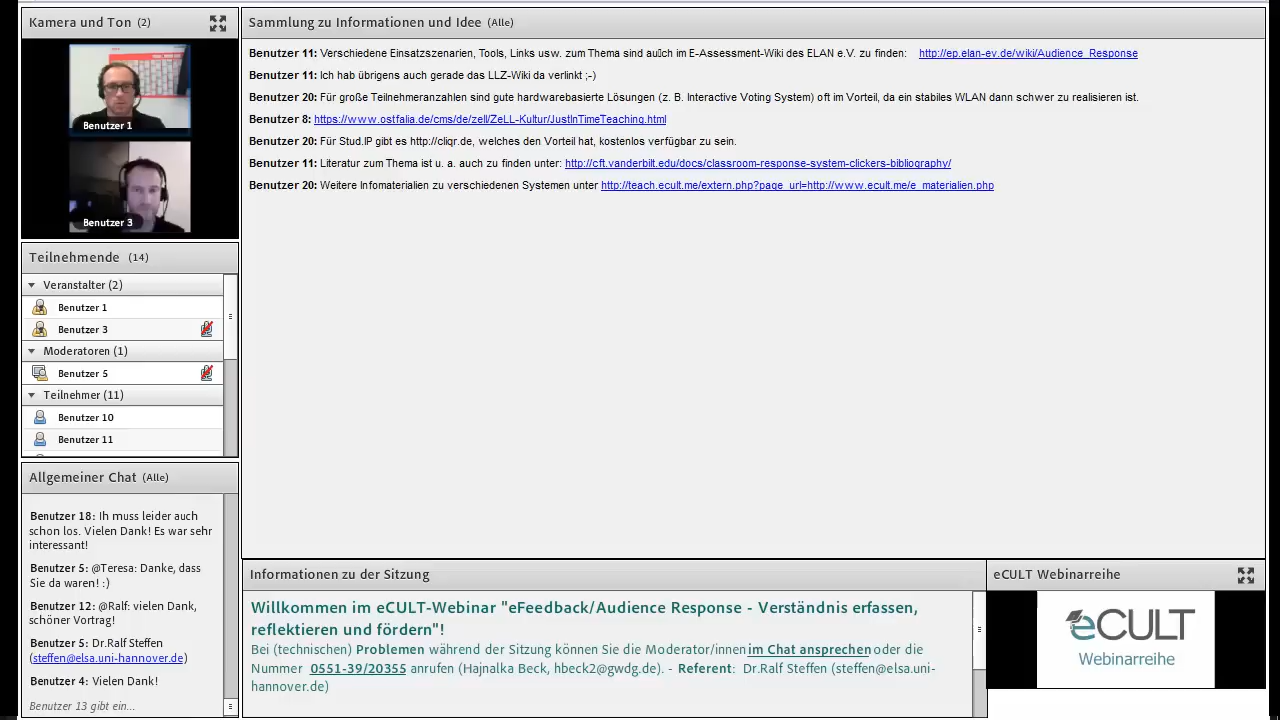 Kamera und Ton (2)
Benutzer 1
Benutzer 3
Teilnehmende (14)
Veranstalter (2)
Benutzer 1
Benutzer 3
Moderatoren (1)
Benutzer 5
Teilnehmer (11)
Benutzer 10
Benutzer 11
Allgemeiner Chat (Alle)
Benutzer 18: Ih muss leider auch
schon los. Vielen Dank! Es war sehr
interessant!
Benutzer 5: @Teresa: Danke, dass
Sie da waren! :)
Benutzer 12: @Ralf: vielen Dank,
schöner Vortrag!
Benutzer 5: Dr.Ralf Steffen
(steffen@elsa.uni-hannover.de)
Benutzer 4: Vielen Dank!
Benutzer 13 gibt ein...
Sammlung zu Informationen und Idee (Alle)
Benutzer 11: Verschiedene Einsatzszenarien, Tools, Links usw. zum Thema sind auűch im E-Assessment-Wiki des ELAN e.V. zu finden: http://ep.elan-ev.de/wiki/Audience_Response
Benutzer 11: Ich hab übrigens auch gerade das LLZ-Wiki da verlinkt ;-)
Benutzer 20: Für große Teilnehmeranzahlen sind gute hardwarebasierte Lösungen (z. B. Interactive Voting System) oft im Vorteil, da ein stabiles WLAN dann schwer zu realisieren ist.
Benutzer 8: https://www.ostfalia.de/cms/de/zell/ZeLL-Kultur/JustInTimeTeaching.html
Benutzer 20: Für Stud.IP gibt es http://cliqr.de, welches den Vorteil hat, kostenlos verfügbar zu sein.
Benutzer 11: Literatur zum Thema ist u. a. auch zu finden unter: http://cft.vanderbilt.edu/docs/classroom-response-system-clickers-bibliography/
Benutzer 20: Weitere Infomaterialien zu verschiedenen Systemen unter http://teach.ecult.me/extern.php?page_url=http://www.ecult.me/e_materialien.php
Informationen zu der Sitzung
Willkommen im eCULT-Webinar "eFeedback/Audience Response - Verständnis erfassen,
reflektieren und fördern"!
Bei (technischen) Problemen während der Sitzung können Sie die Moderator/innen im Chat ansprechen oder die
Nummer 0551-39/20355 anrufen (Hajnalka Beck, hbeck2@gwdg.de). - Referent: Dr.Ralf Steffen (steffen@elsa.uni-
hannover.de)
eCULT Webinarreihe
eCULT
Webinarreihe